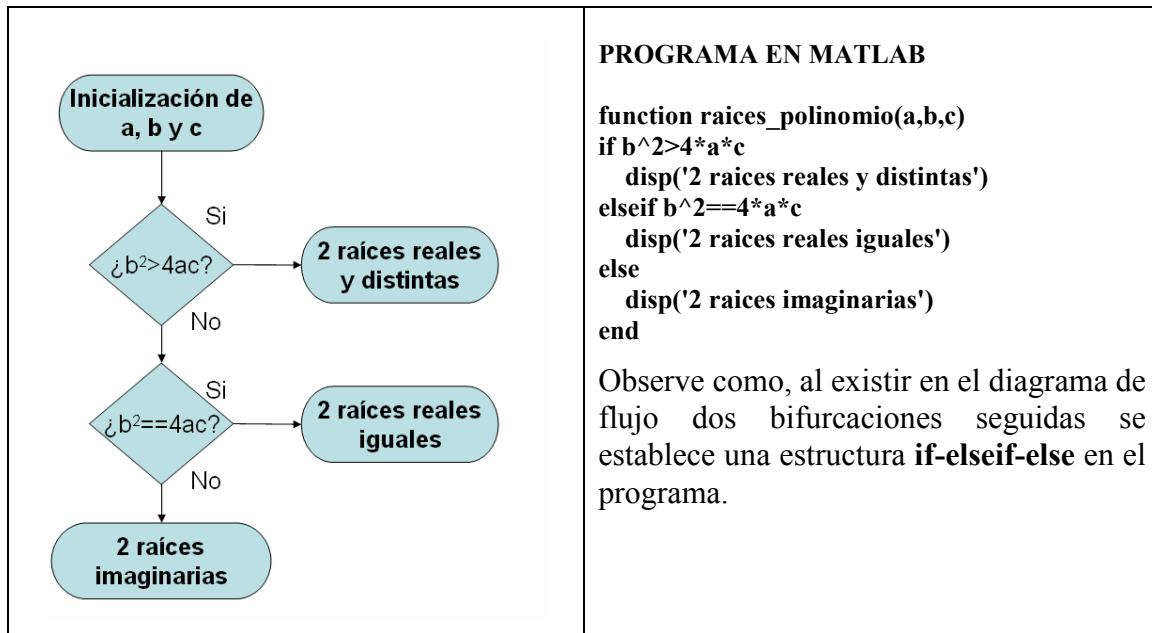 Inicialización de
a, b y c
Si
¿b²>4ac?
2 raíces reales
y distintas
No
Si
¿b²==4ac?
2 raíces reales
iguales
No
2 raíces
imaginarias
PROGRAMA EN MATLAB
function raices_polinomio(a,b,c)
if b^2>4*a*c
disp('2 raices reales y distintas')
elseif b^2==4*a*c
disp('2 raices reales iguales')
else
disp('2 raices imaginarias')
end
Observe como, al existir en el diagrama de
flujo dos bifurcaciones seguidas se
establece una estructura if-elseif-else en el
programa.